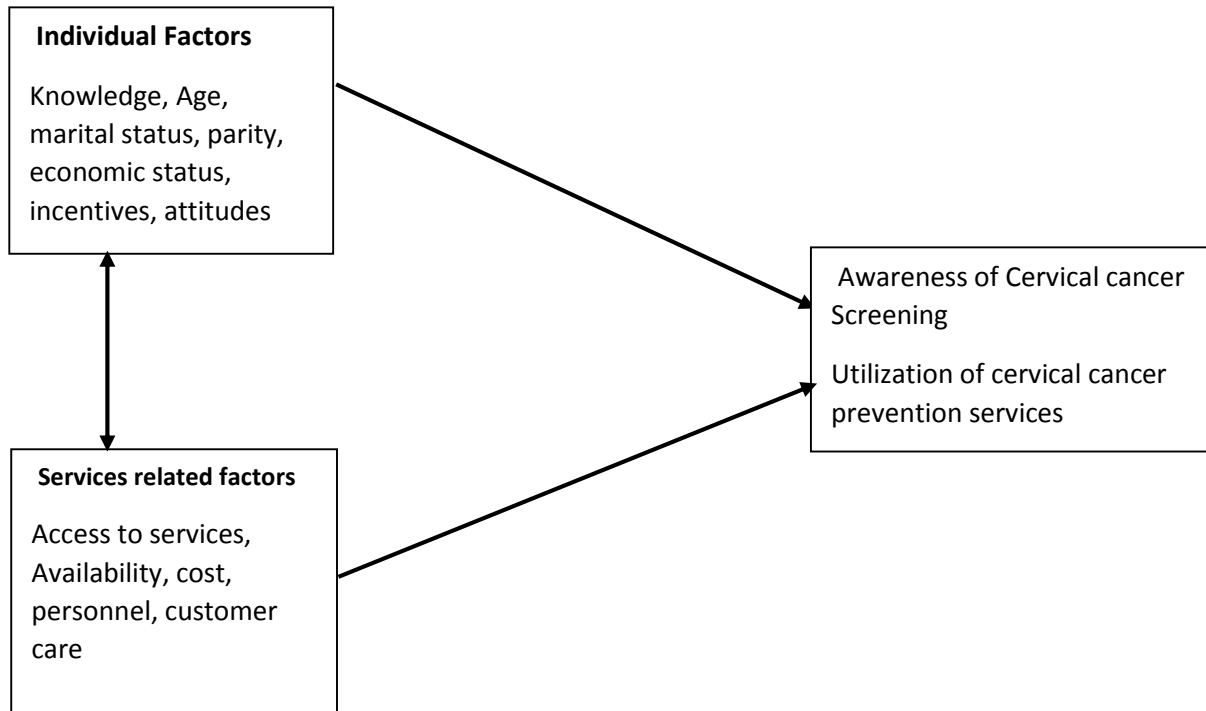 Individual Factors
Knowledge, Age,
marital status, parity,
economic status,
incentives, attitudes
Awareness of Cervical cancer
Screening
Utilization of cervical cancer
prevention services
Services related factors
Access to services,
Availability, cost,
personnel, customer
care